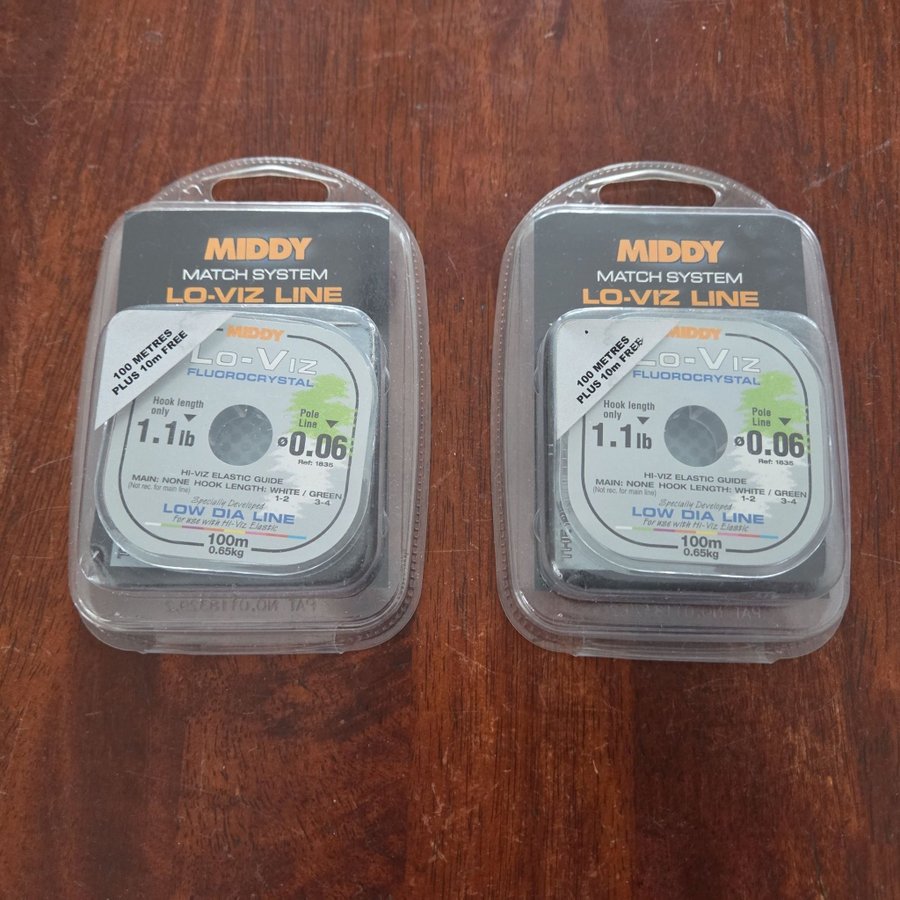 MIDDY
MATCH SYSTEM
LO-VIZ LINE
100 METRES
PLUS 10m FREE
MIDDY
LO-VIZ
FLUOROCRYSTAL
Hook length
only
1.1lb
Pole
Line
ø0.06
Ref: 1835
HI-VIZ ELASTIC GUIDE
MAIN: NONE HOOK LENGTH: WHITE / GREEN
(Not rec. for main line)
1-2 3-4
Specially Developed
LOW DIA LINE
For use with Hi-Viz Elastic
100m
0.65kg
MIDDY
MATCH SYSTEM
LO-VIZ LINE
100 METRES
PLUS 10m FREE
MIDDY
LO-VIZ
FLUOROCRYSTAL
Hook length
only
1.1lb
Pole
Line
ø0.06
Ref: 1835
HI-VIZ ELASTIC GUIDE
MAIN: NONE HOOK LENGTH: WHITE / GREEN
(Not rec. for main line)
1-2 3-4
Specially Developed
LOW DIA LINE
For use with Hi-Viz Elastic
100m
0.65kg